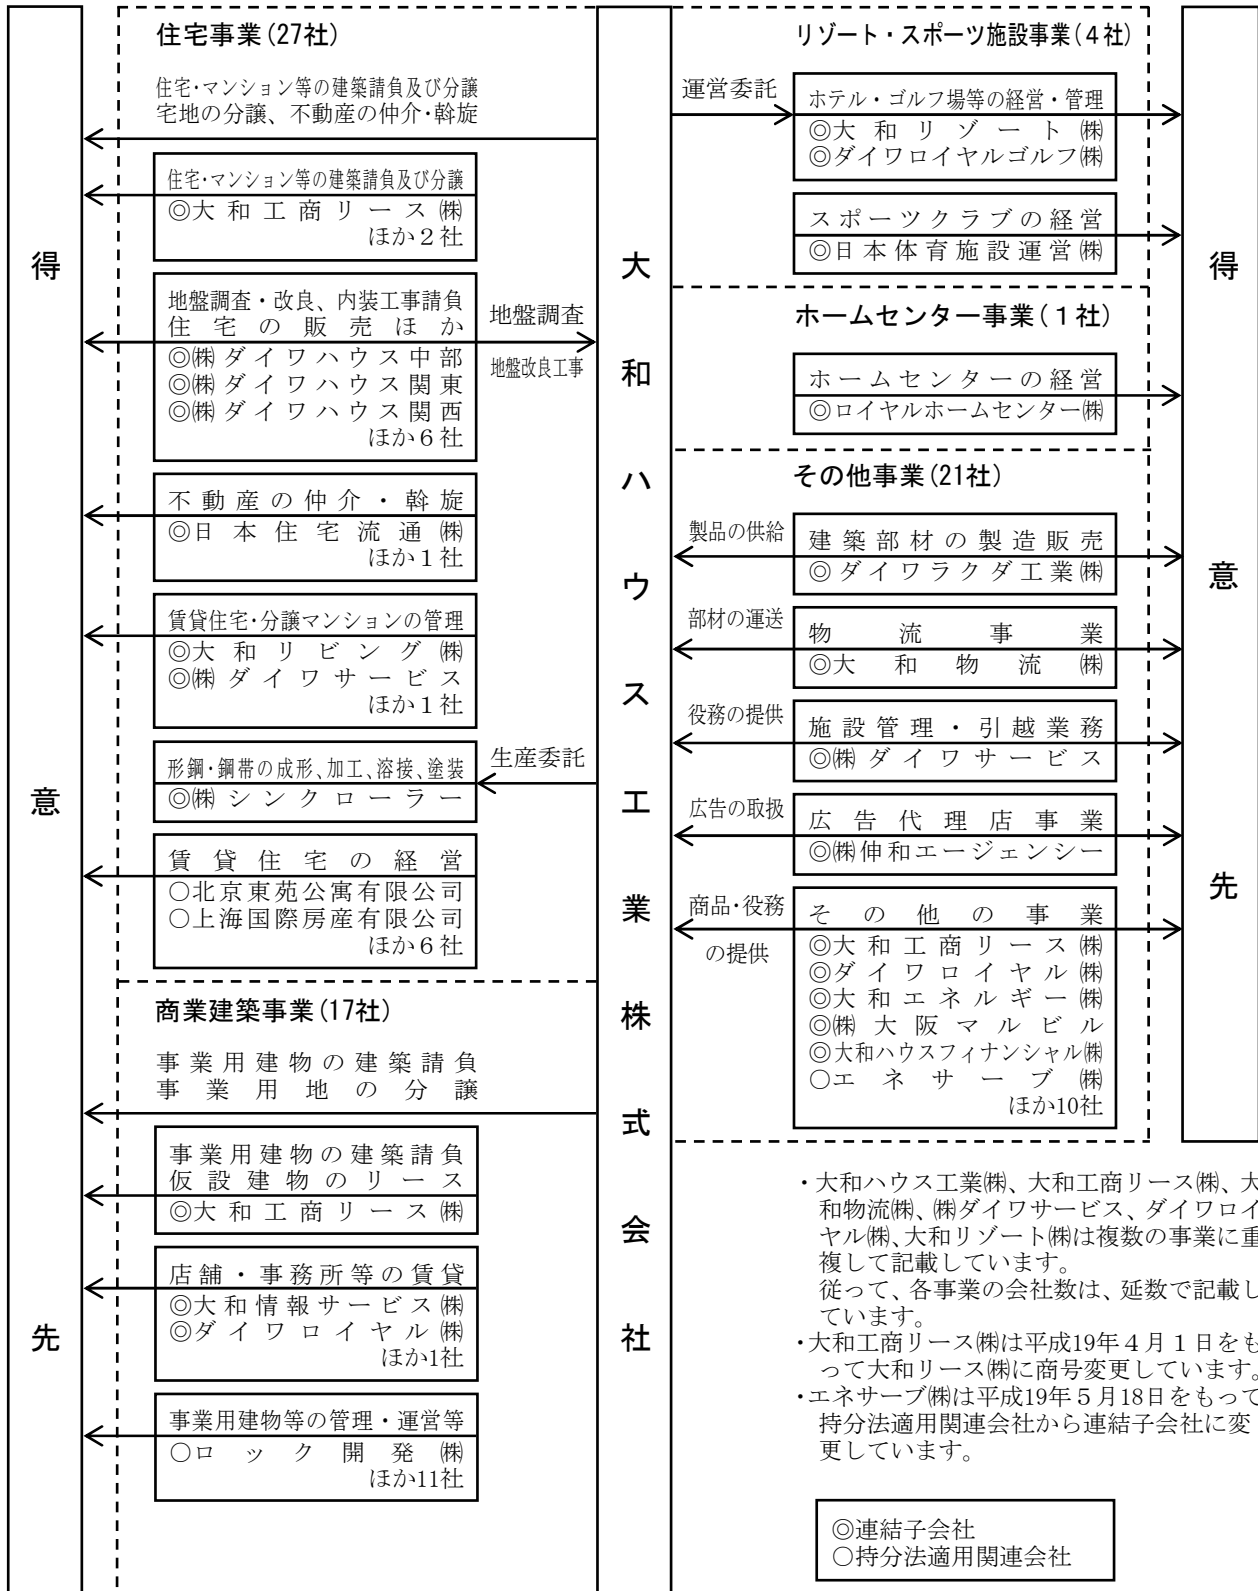 得意先
住宅事業(27社)
住宅・マンション等の建築請負及び分譲
宅地の分譲、不動産の仲介・斡旋
住宅・マンション等の建築請負及び分譲
◎大和工商リース㈱
ほか２社
地盤調査・改良、内装工事請負
住宅の販売ほか
◎㈱ダイワハウス中部
◎㈱ダイワハウス関東
◎㈱ダイワハウス関西
ほか６社
地盤調査
地盤改良工事
不動産の仲介・斡旋
◎日本住宅流通㈱
ほか１社
賃貸住宅・分譲マンションの管理
◎大和リビング㈱
◎㈱ダイワサービス
ほか１社
形鋼・鋼帯の成形、加工、溶接、塗装
◎㈱シンクローラー
生産委託
賃貸住宅の経営
○北京東苑公寓有限公司
○上海国際房産有限公司
ほか６社
商業建築事業(17社)
事業用建物の建築請負
事業用地の分譲
事業用建物の建築請負
仮設建物のリース
◎大和工商リース㈱
店舗・事務所等の賃貸
◎大和情報サービス㈱
◎ダイワロイヤル㈱
ほか1社
事業用建物等の管理・運営等
○ロック開発㈱
ほか11社
大和ハウス工業株式会社
リゾート・スポーツ施設事業(４社)
運営委託
ホテル・ゴルフ場等の経営・管理
◎大和リゾート㈱
◎ダイワロイヤルゴルフ㈱
スポーツクラブの経営
◎日本体育施設運営㈱
ホームセンター事業(１社)
ホームセンターの経営
◎ロイヤルホームセンター㈱
その他事業(21社)
製品の供給
建築部材の製造販売
◎ダイワラクダ工業㈱
部材の運送
物流事業
◎大和物流㈱
役務の提供
施設管理・引越業務
◎㈱ダイワサービス
広告の取扱
広告代理店事業
◎㈱伸和エージェンシー
商品・役務
の提供
その他の事業
◎大和工商リース㈱
◎ダイワロイヤル㈱
◎大和エネルギー㈱
◎㈱大阪マルビル
◎大和ハウスフィナンシャル㈱
○エネサーブ㈱
ほか10社
得意先
・大和ハウス工業㈱、大和工商リース㈱、大
和物流㈱、㈱ダイワサービス、ダイワロイ
ヤル㈱、大和リゾート㈱は複数の事業に重
複して記載しています。
従って、各事業の会社数は、延数で記載し
ています。
・大和工商リース㈱は平成19年４月１日をも
って大和リース㈱に商号変更しています。
・エネサーブ㈱は平成19年５月18日をもって
持分法適用関連会社から連結子会社に変
更しています。
◎連結子会社
○持分法適用関連会社